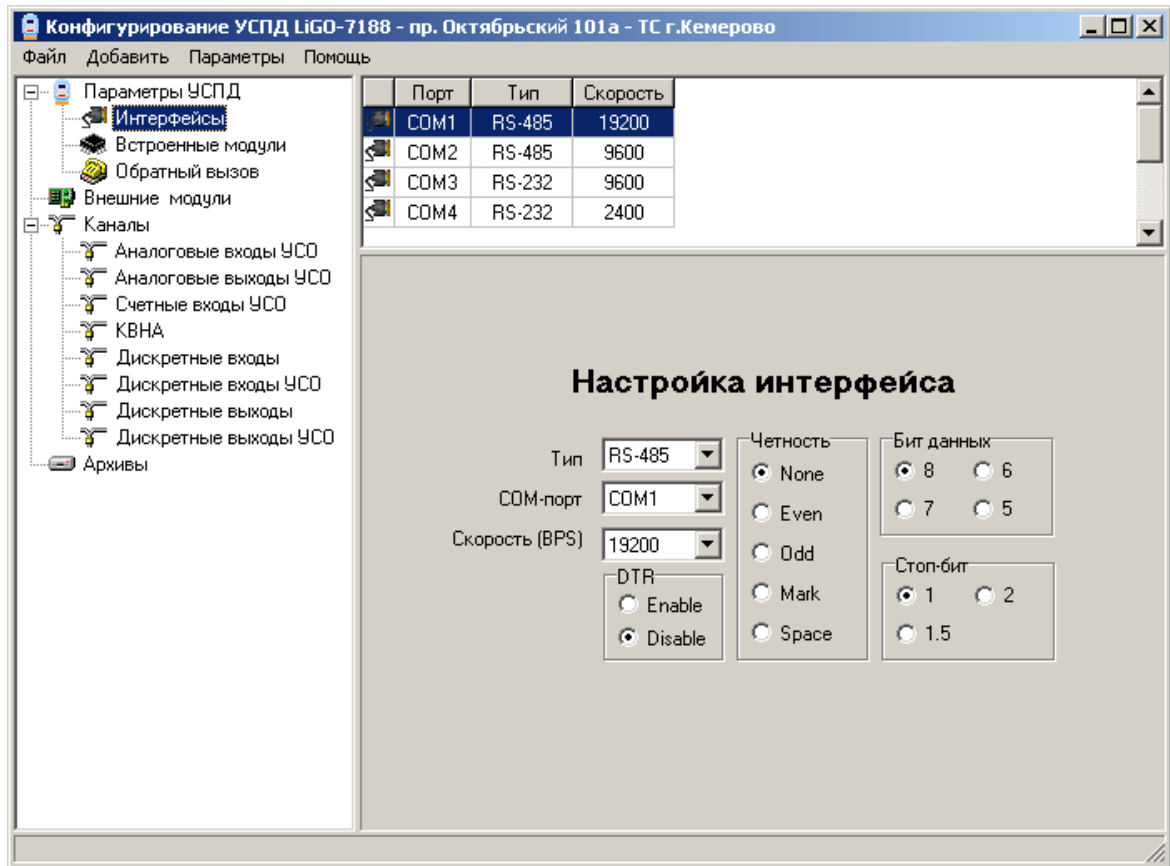 Конфигурирование УСПД LiGO-7188 - пр. Октябрьский 101а - ТС г.Кемерово
Файл Добавить Параметры Помощь
Параметры УСПД
Интерфейсы
Встроенные модули
Обратный вызов
Внешние модули
Каналы
Аналоговые входы УСО
Аналоговые выходы УСО
Счетные входы УСО
КВНА
Дискретные входы
Дискретные входы УСО
Дискретные выходы
Дискретные выходы УСО
Архивы
Порт Тип Скорость
COM1 RS-485 19200
COM2 RS-485 9600
COM3 RS-232 9600
COM4 RS-232 2400
Настройка интерфейса
Тип RS-485
COM-порт COM1
Скорость (BPS) 19200
DTR
Enable
Disable
Четность
None
Even
Odd
Mark
Space
Бит данных
8 6
7 5
Стоп-бит
1 2
1.5